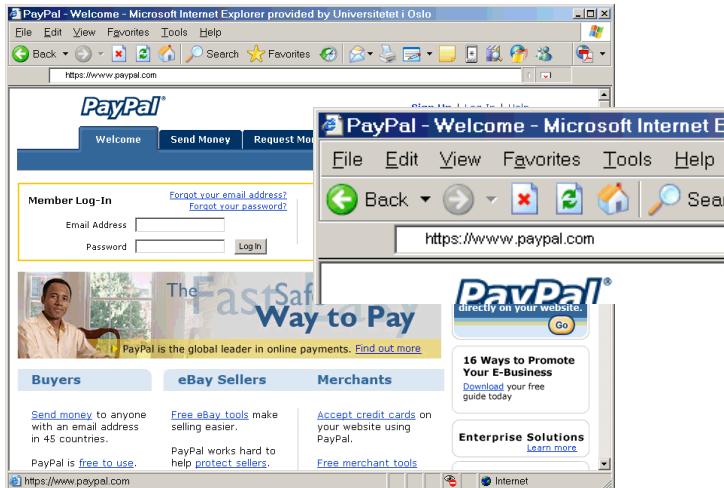 PayPal - Welcome - Microsoft Internet Explorer provided by Universitetet i Oslo
File Edit View Favorites Tools Help
Back Search Favorites
https://www.paypal.com
PayPal®
Sign Up | Log In | Help
Welcome Send Money Request Mo
Member Log-In
Forgot your email address?
Forgot your password?
Email Address
Password
Log In
PayPal - Welcome - Microsoft Internet E
File Edit View Favorites Tools Help
Back Sear
https://www.paypal.com
PayPal®
The Fast Saf
Way to Pay
PayPal is the global leader in online payments. Find out more
directly on your website.
Go
Buyers
Send money to anyone
with an email address
in 45 countries.
PayPal is free to use.
eBay Sellers
Free eBay tools make
selling easier.
PayPal works hard to
help protect sellers.
Merchants
Accept credit cards on
your website using
PayPal.
Free merchant tools
16 Ways to Promote
Your E-Business
Download your free
guide today
Enterprise Solutions
Learn more
https://www.paypal.com
Internet